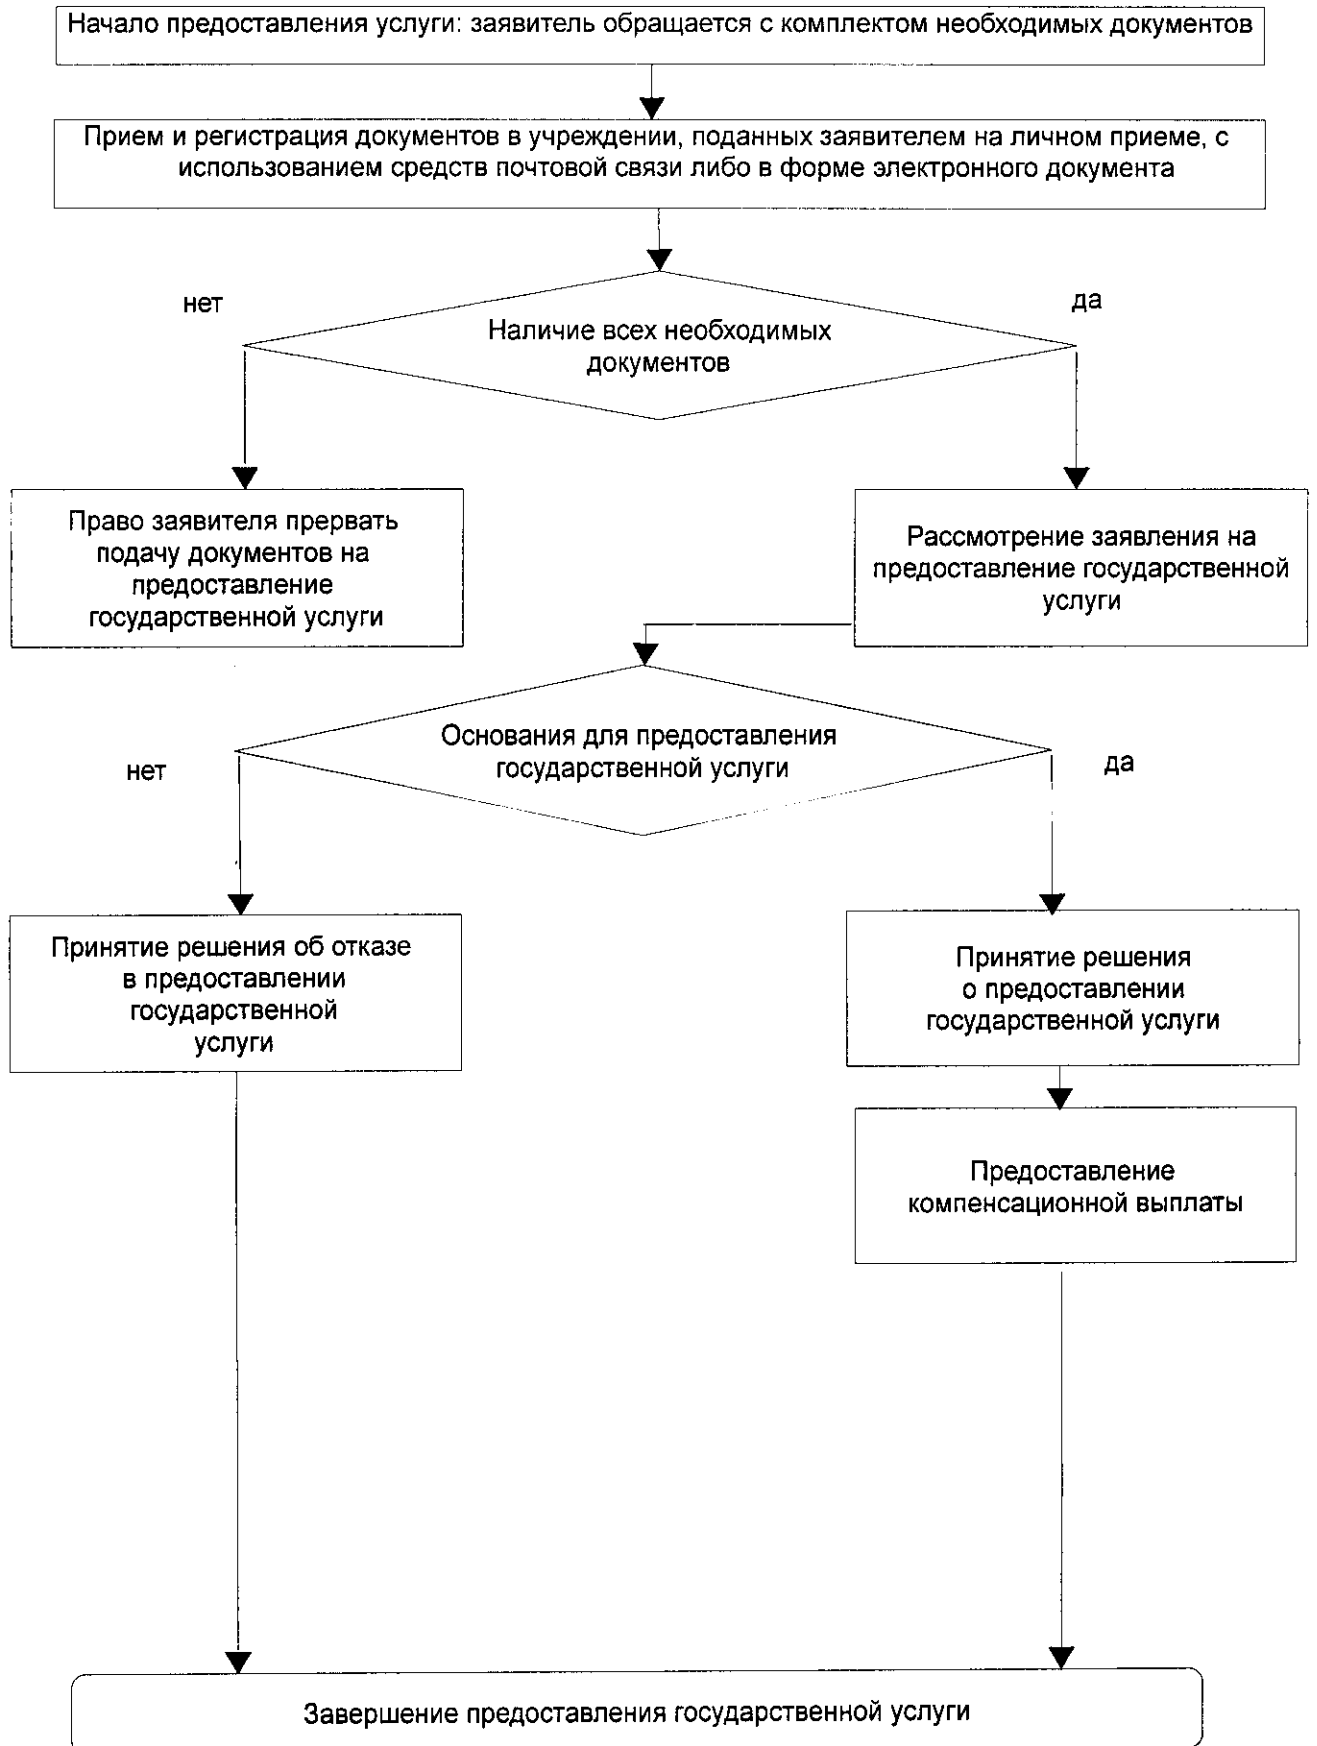 Начало предоставления услуги: заявитель обращается с комплектом необходимых документов
Прием и регистрация документов в учреждении, поданных заявителем на личном приеме, с
использованием средств почтовой связи либо в форме электронного документа
нет
да
Наличие всех необходимых
документов
Право заявителя прервать
подачу документов на
предоставление
государственной услуги
Рассмотрение заявления на
предоставление государственной
услуги
Основания для предоставления
государственной услуги
нет
да
Принятие решения об отказе
в предоставлении
государственной
услуги
Принятие решения
о предоставлении
государственной услуги
Предоставление
компенсационной выплаты
Завершение предоставления государственной услуги